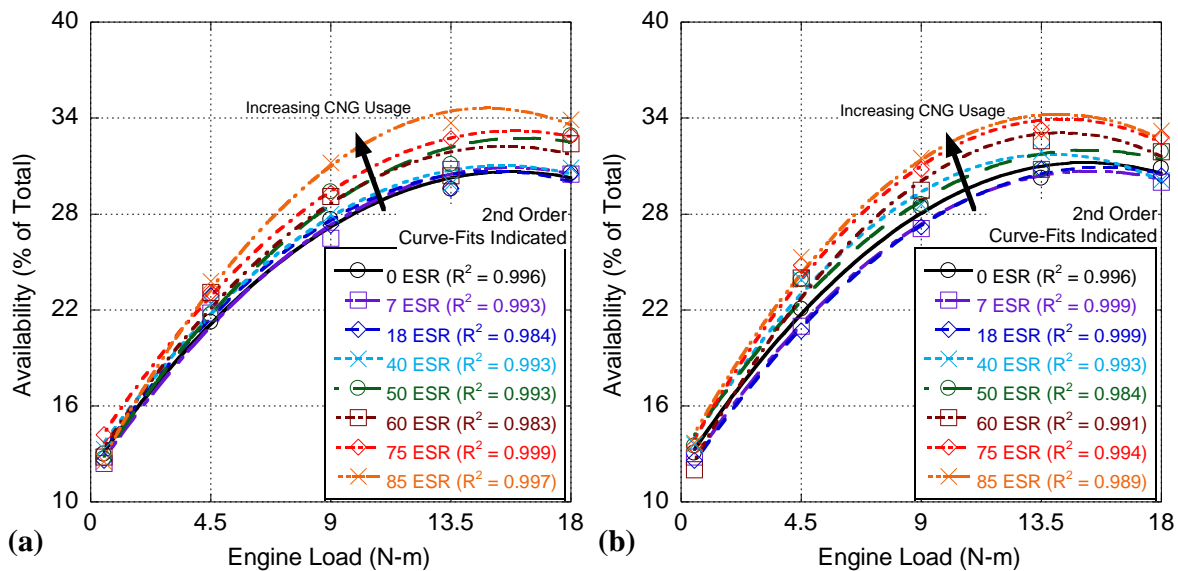 40
34
28
22
16
10
Availability (% of Total)
Increasing CNG Usage
2nd Order
Curve-Fits Indicated
0 ESR (R² = 0.996)
7 ESR (R² = 0.993)
18 ESR (R² = 0.984)
40 ESR (R² = 0.993)
50 ESR (R² = 0.993)
60 ESR (R² = 0.983)
75 ESR (R² = 0.999)
85 ESR (R² = 0.997)
0 4.5 9 13.5 18
Engine Load (N-m)
(a)
40
34
28
22
16
10
Availability (% of Total)
Increasing CNG Usage
2nd Order
Curve-Fits Indicated
0 ESR (R² = 0.996)
7 ESR (R² = 0.999)
18 ESR (R² = 0.999)
40 ESR (R² = 0.993)
50 ESR (R² = 0.984)
60 ESR (R² = 0.991)
75 ESR (R² = 0.994)
85 ESR (R² = 0.989)
0 4.5 9 13.5 18
Engine Load (N-m)
(b)